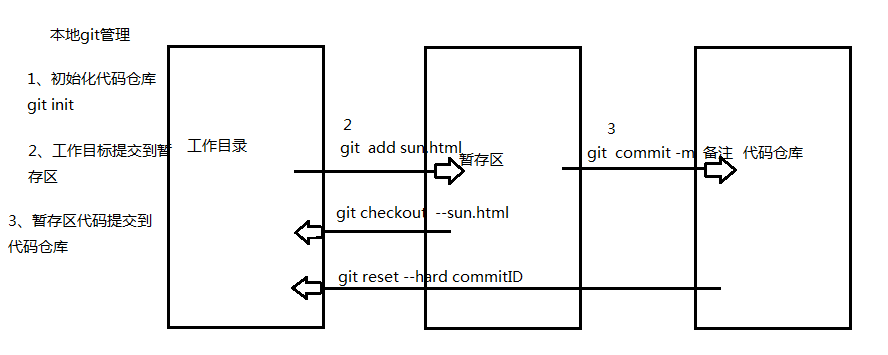 本地git管理
1、初始化代码仓库
git init
2、工作目标提交到暂
存区
3、暂存区代码提交到
代码仓库
工作目录
2
git add sun.html
暂存区
3
git commit -m 备注
代码仓库
git checkout --sun.html
git reset --hard commitID